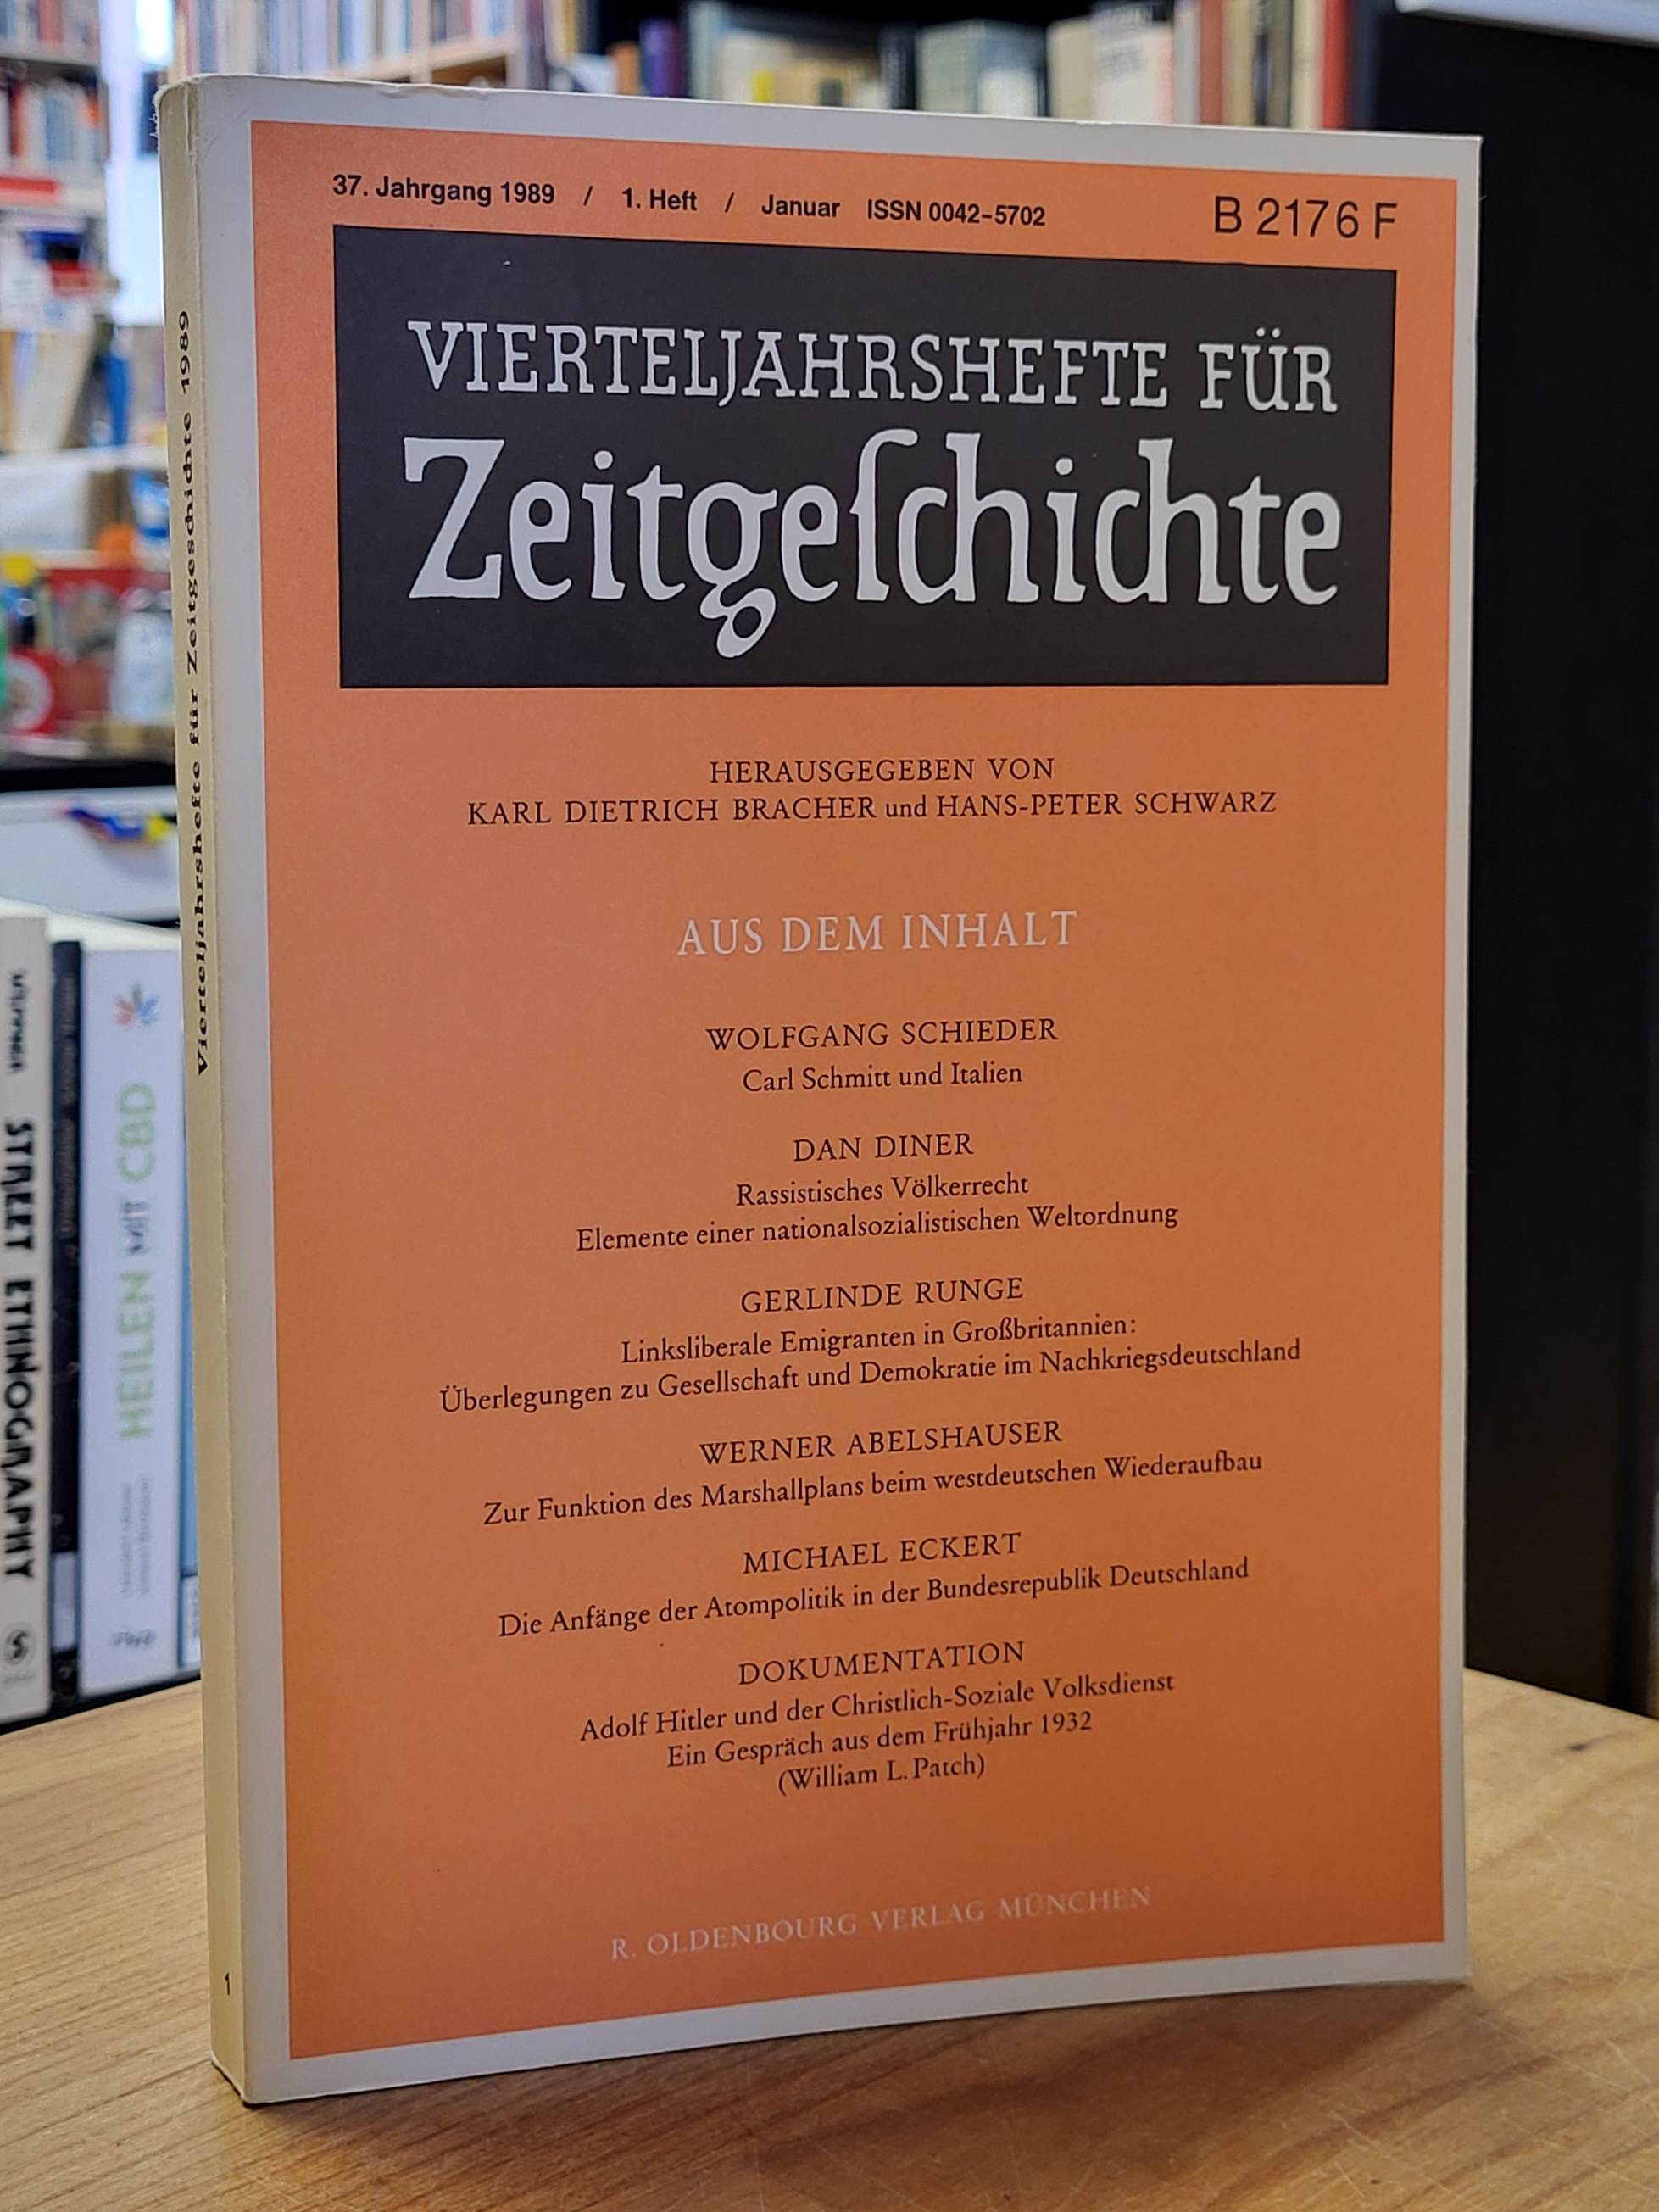 37. Jahrgang 1989 / 1. Heft / Januar ISSN 0042-5702
B 2176 F
VIERTELJAHRSHEFTE FÜR
Zeitgeſchichte
HERAUSGEGEBEN VON
KARL DIETRICH BRACHER und HANS-PETER SCHWARZ
AUS DEM INHALT
WOLFGANG SCHIEDER
Carl Schmitt und Italien
DAN DINER
Rassistisches Völkerrecht
Elemente einer nationalsozialistischen Weltordnung
GERLINDE RUNGE
Linksliberale Emigranten in Großbritannien:
Überlegungen zu Gesellschaft und Demokratie im Nachkriegsdeutschland
WERNER ABELSHAUSER
Zur Funktion des Marshallplans beim westdeutschen Wiederaufbau
MICHAEL ECKERT
Die Anfänge der Atompolitik in der Bundesrepublik Deutschland
DOKUMENTATION
Adolf Hitler und der Christlich-Soziale Volksdienst
Ein Gespräch aus dem Frühjahr 1932
(William L. Patch)
R. OLDENBOURG VERLAG MÜNCHEN
Vierteljahrshefte für Zeitgeschichte 1989
1
STREET ETHNOGRAPHY
HEILEN MIT CBD